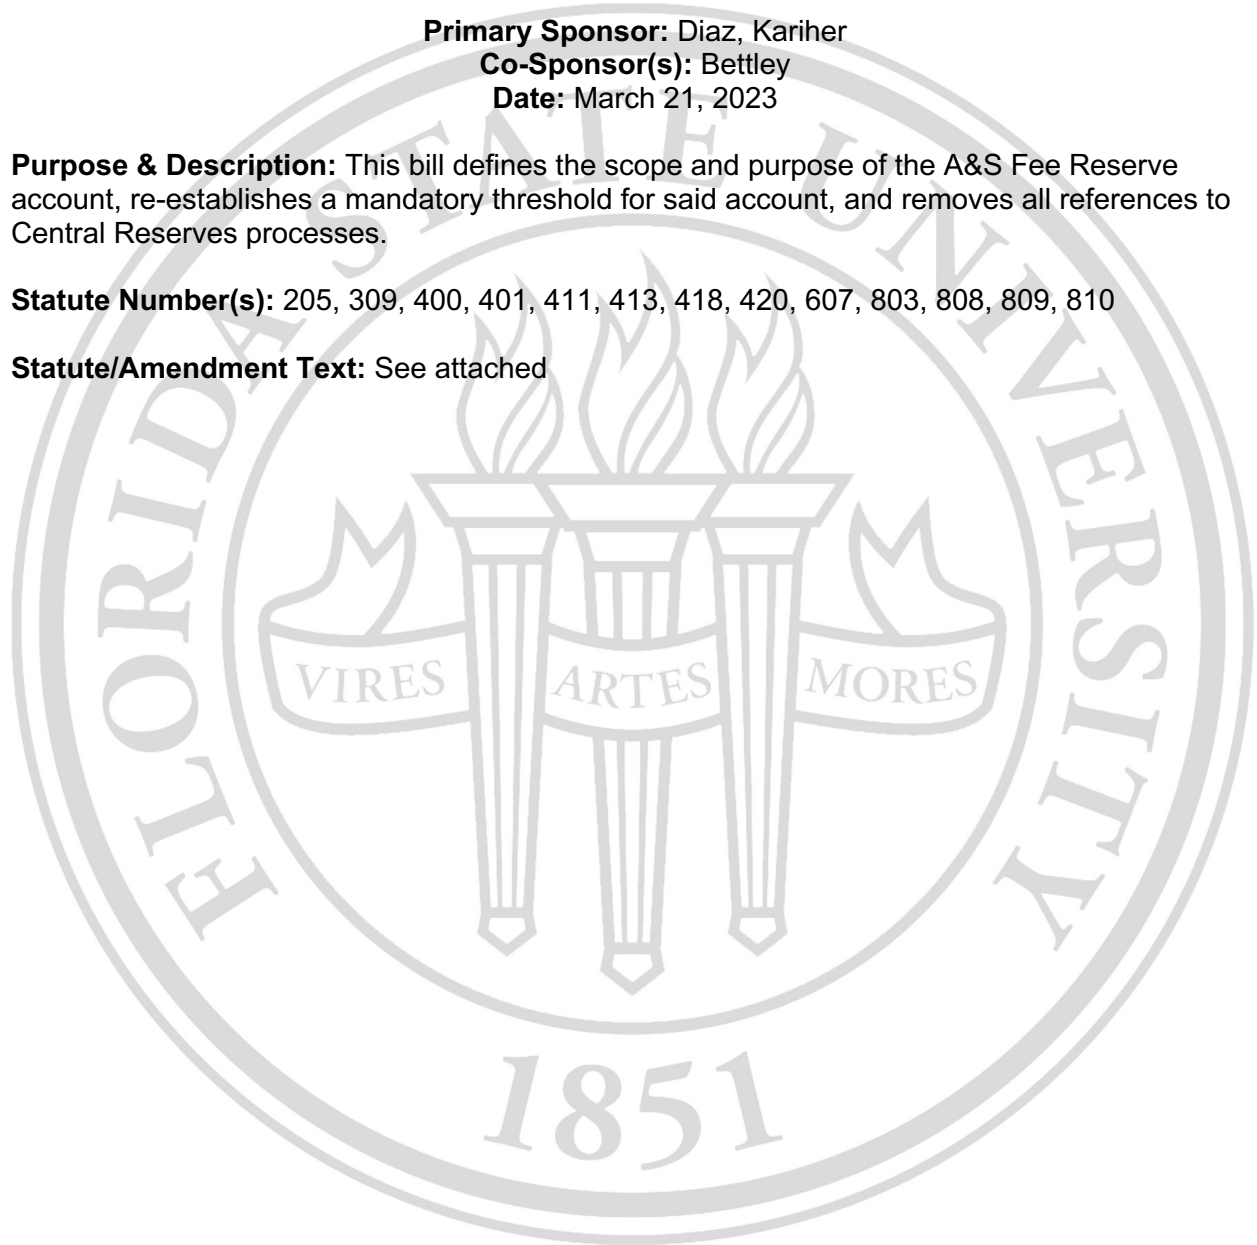 Primary Sponsor: Diaz, Kariher
Co-Sponsor(s): Bettley
Date: March 21, 2023
Purpose & Description: This bill defines the scope and purpose of the A&S Fee Reserve
account, re-establishes a mandatory threshold for said account, and removes all references to
Central Reserves processes.
Statute Number(s): 205, 309, 400, 401, 411, 413, 418, 420, 607, 803, 808, 809, 810
Statute/Amendment Text: See attached
FLORIDA STATE UNIVERSITY
VIRES ARTES MORES
1851